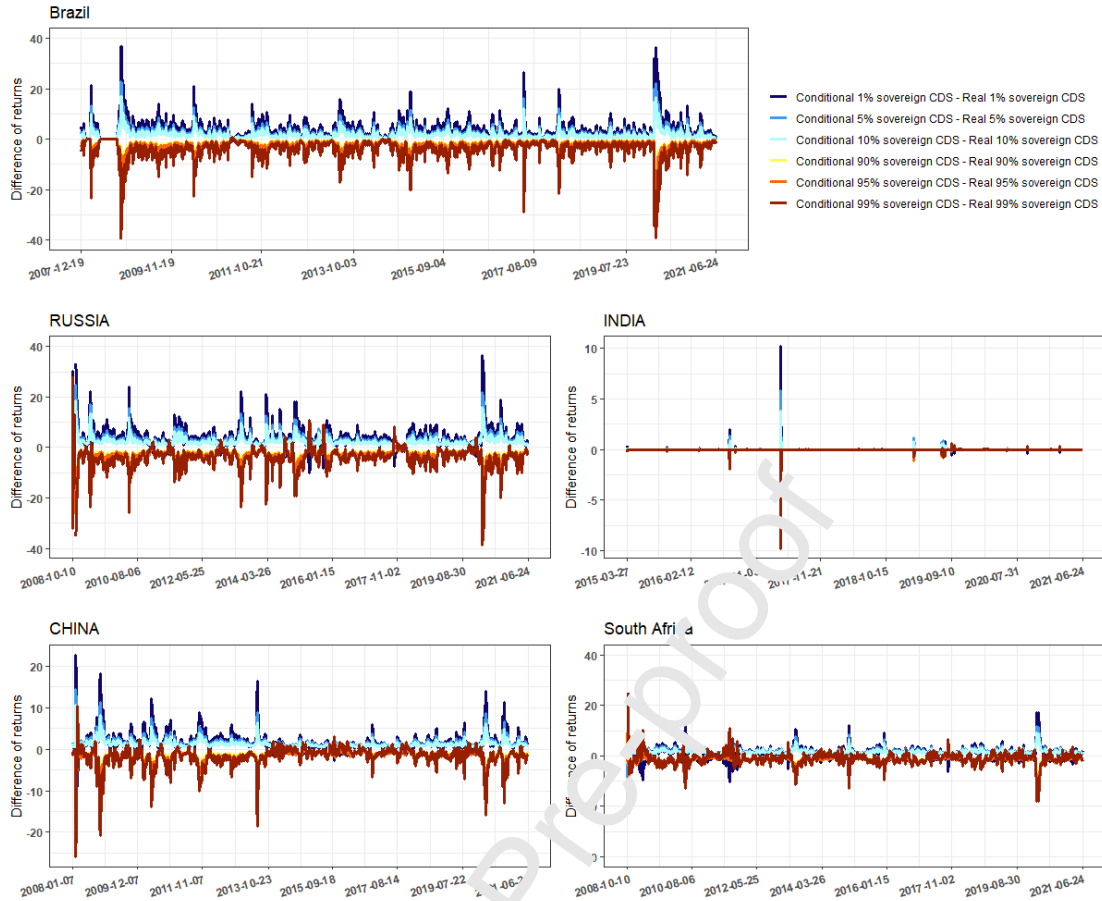 Brazil
Difference of returns
40
20
0
-20
-40
2007-12-19 2009-11-19 2011-10-21 2013-10-03 2015-09-04 2017-08-09 2019-07-23 2021-06-24
Conditional 1% sovereign CDS - Real 1% sovereign CDS
Conditional 5% sovereign CDS - Real 5% sovereign CDS
Conditional 10% sovereign CDS - Real 10% sovereign CDS
Conditional 90% sovereign CDS - Real 90% sovereign CDS
Conditional 95% sovereign CDS - Real 95% sovereign CDS
Conditional 99% sovereign CDS - Real 99% sovereign CDS
RUSSIA
Difference of returns
40
20
0
-20
-40
2008-10-10 2010-08-06 2012-05-25 2014-03-26 2016-01-15 2017-11-02 2019-08-30 2021-06-24
INDIA
Difference of returns
10
5
0
-5
-10
2015-03-27 2016-02-12 2017-11-21 2018-10-15 2019-09-10 2020-07-31 2021-06-24
CHINA
Difference of returns
20
10
0
-10
-20
2008-01-07 2009-12-07 2011-11-07 2013-10-23 2015-09-18 2017-08-14 2019-07-22
South Africa
of returns
40
20
0
2008-10-10 2010-08-06 2012-05-25 2014-03-26 2016-01-15 2017-11-02 2019-08-30 2021-06-24
Preproof